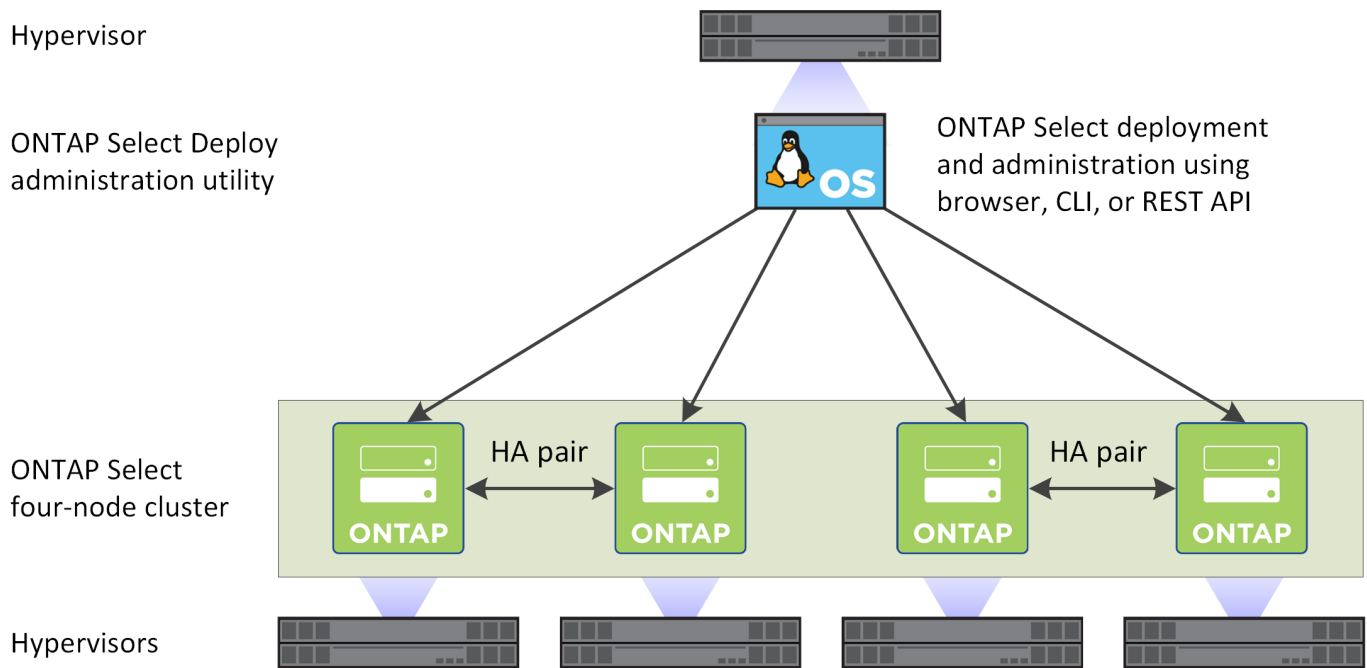 Hypervisor
ONTAP Select Deploy
administration utility
OS
ONTAP Select deployment
and administration using
browser, CLI, or REST API
ONTAP Select
four-node cluster
HA pair
HA pair
ONTAP
ONTAP
ONTAP
ONTAP
Hypervisors